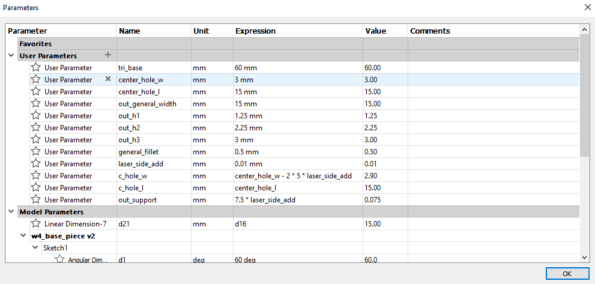 Parameters
Parameter Name Unit Expression Value Comments
Favorites
User Parameters
User Parameter tri_base mm 60 mm 60.00
User Parameter center_hole_w mm 3 mm 3.00
User Parameter center_hole_l mm 15 mm 15.00
User Parameter out_general_width mm 15 mm 15.00
User Parameter out_h1 mm 1.25 mm 1.25
User Parameter out_h2 mm 2.25 mm 2.25
User Parameter out_h3 mm 3 mm 3.00
User Parameter general_fillet mm 0.5 mm 0.50
User Parameter laser_side_add mm 0.01 mm 0.01
User Parameter c_hole_w mm center_hole_w - 2 * 5 * laser_side_add 2.90
User Parameter c_hole_l mm center_hole_l 15.00
User Parameter out_support mm 7.5 * laser_side_add 0.075
Model Parameters
Linear Dimension-7 d21 mm d16 15.00
w4_base_piece v2
Sketch1
Angular Dim... d1 deg 60 deg 60.0
OK